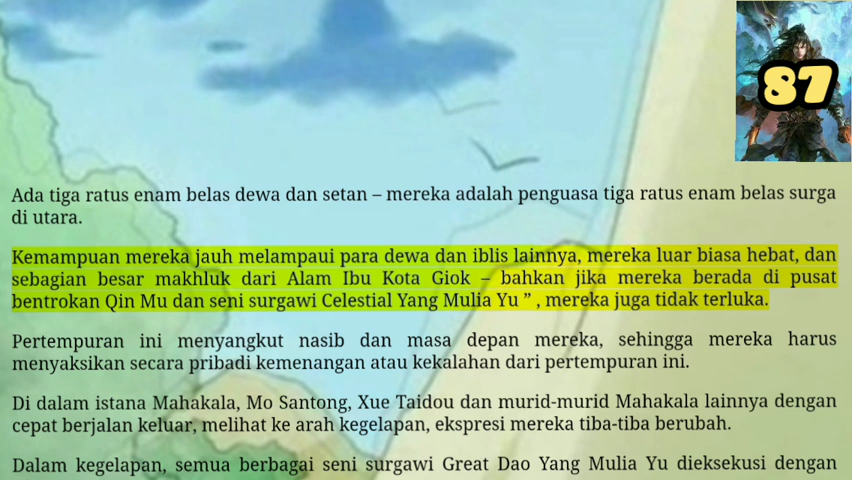 87
Ada tiga ratus enam belas dewa dan setan – mereka adalah penguasa tiga ratus enam belas surga
di utara.
Kemampuan mereka jauh melampaui para dewa dan iblis lainnya, mereka luar biasa hebat, dan
sebagian besar makhluk dari Alam Ibu Kota Giok – bahkan jika mereka berada di pusat
bentrokan Qin Mu dan seni surgawi Celestial Yang Mulia Yu ” , mereka juga tidak terluka.
Pertempuran ini menyangkut nasib dan masa depan mereka, sehingga mereka harus
menyaksikan secara pribadi kemenangan atau kekalahan dari pertempuran ini.
Di dalam istana Mahakala, Mo Santong, Xue Taidou dan murid-murid Mahakala lainnya dengan
cepat berjalan keluar, melihat ke arah kegelapan, ekspresi mereka tiba-tiba berubah.
Dalam kegelapan, semua berbagai seni surgawi Great Dao Yang Mulia Yu dieksekusi dengan